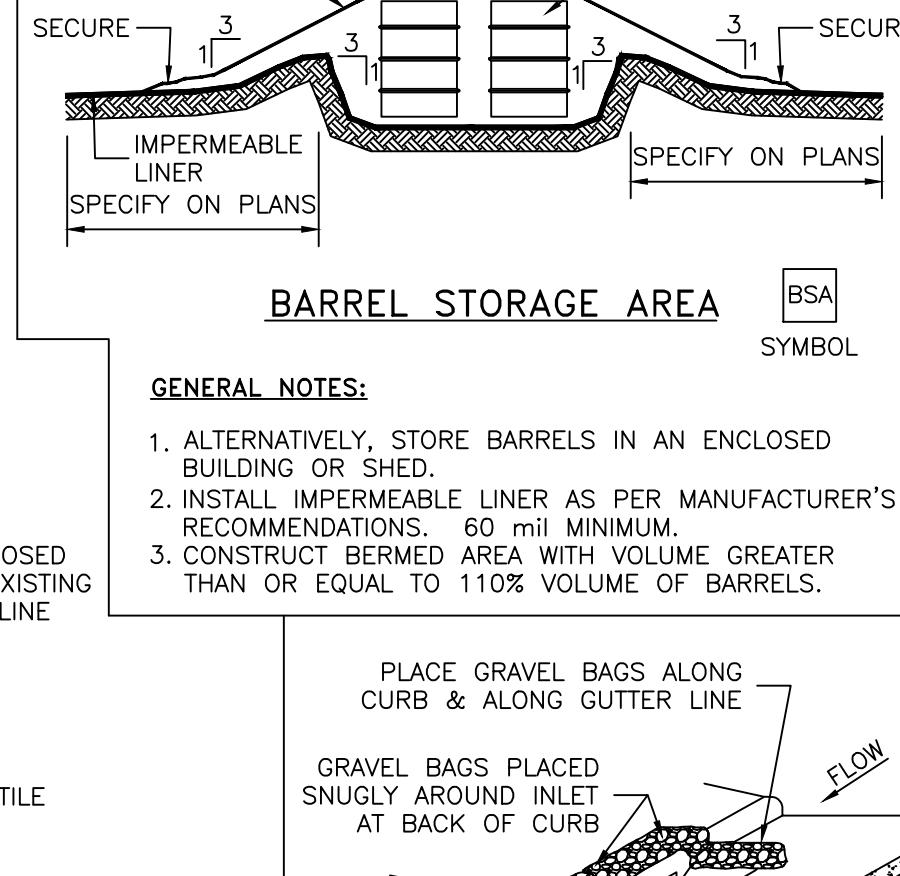 SECURE
3
1
3
1
3
1
3
1
IMPERMEABLE
LINER
SPECIFY ON PLANS
SPECIFY ON PLANS
BARREL STORAGE AREA
BSA
SYMBOL
GENERAL NOTES:
1. ALTERNATIVELY, STORE BARRELS IN AN ENCLOSED
BUILDING OR SHED.
2. INSTALL IMPERMEABLE LINER AS PER MANUFACTURER'S
RECOMMENDATIONS. 60 mil MINIMUM.
3. CONSTRUCT BERMED AREA WITH VOLUME GREATER
THAN OR EQUAL TO 110% VOLUME OF BARRELS.
LINE
PLACE GRAVEL BAGS ALONG
CURB & ALONG GUTTER LINE
GRAVEL BAGS PLACED
SNUGLY AROUND INLET
AT BACK OF CURB
FLOW